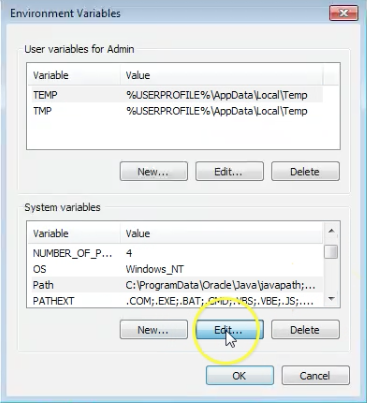 Environment Variables
User variables for Admin
Variable Value
TEMP %USERPROFILE%\AppData\Local\Temp
TMP %USERPROFILE%\AppData\Local\Temp
New... Edit... Delete
System variables
Variable Value
NUMBER_OF_P... 4
OS Windows_NT
Path C:\ProgramData\Oracle\Java\javapath;...
PATHEXT .COM;.EXE;.BAT;.CMD;.VBS;.VBE;.JS;....
New... Edit... Delete
OK Cancel